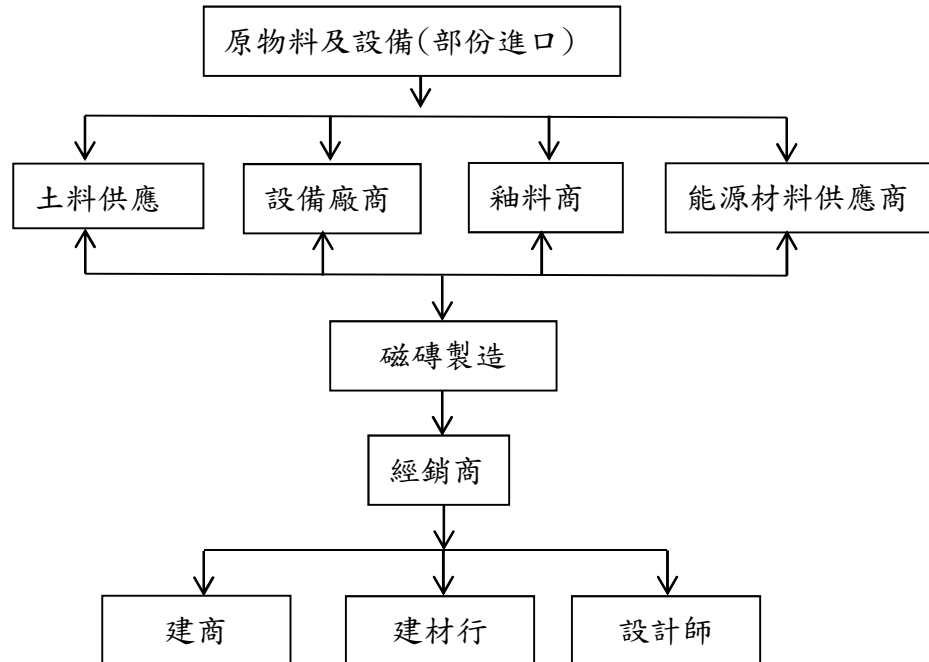 原物料及設備(部份進口)
土料供應
設備廠商
釉料商
能源材料供應商
磁磚製造
經銷商
建商
建材行
設計師